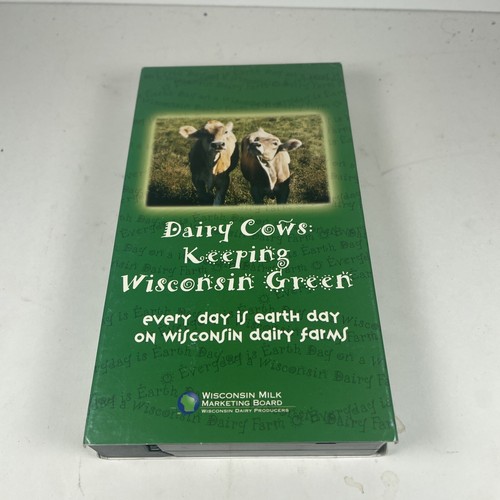 Dairy Cows:
Keeping
Wisconsin Green
every day is earth day
on wisconsin dairy farms
Wisconsin Milk
Marketing Board
Wisconsin Dairy Producers